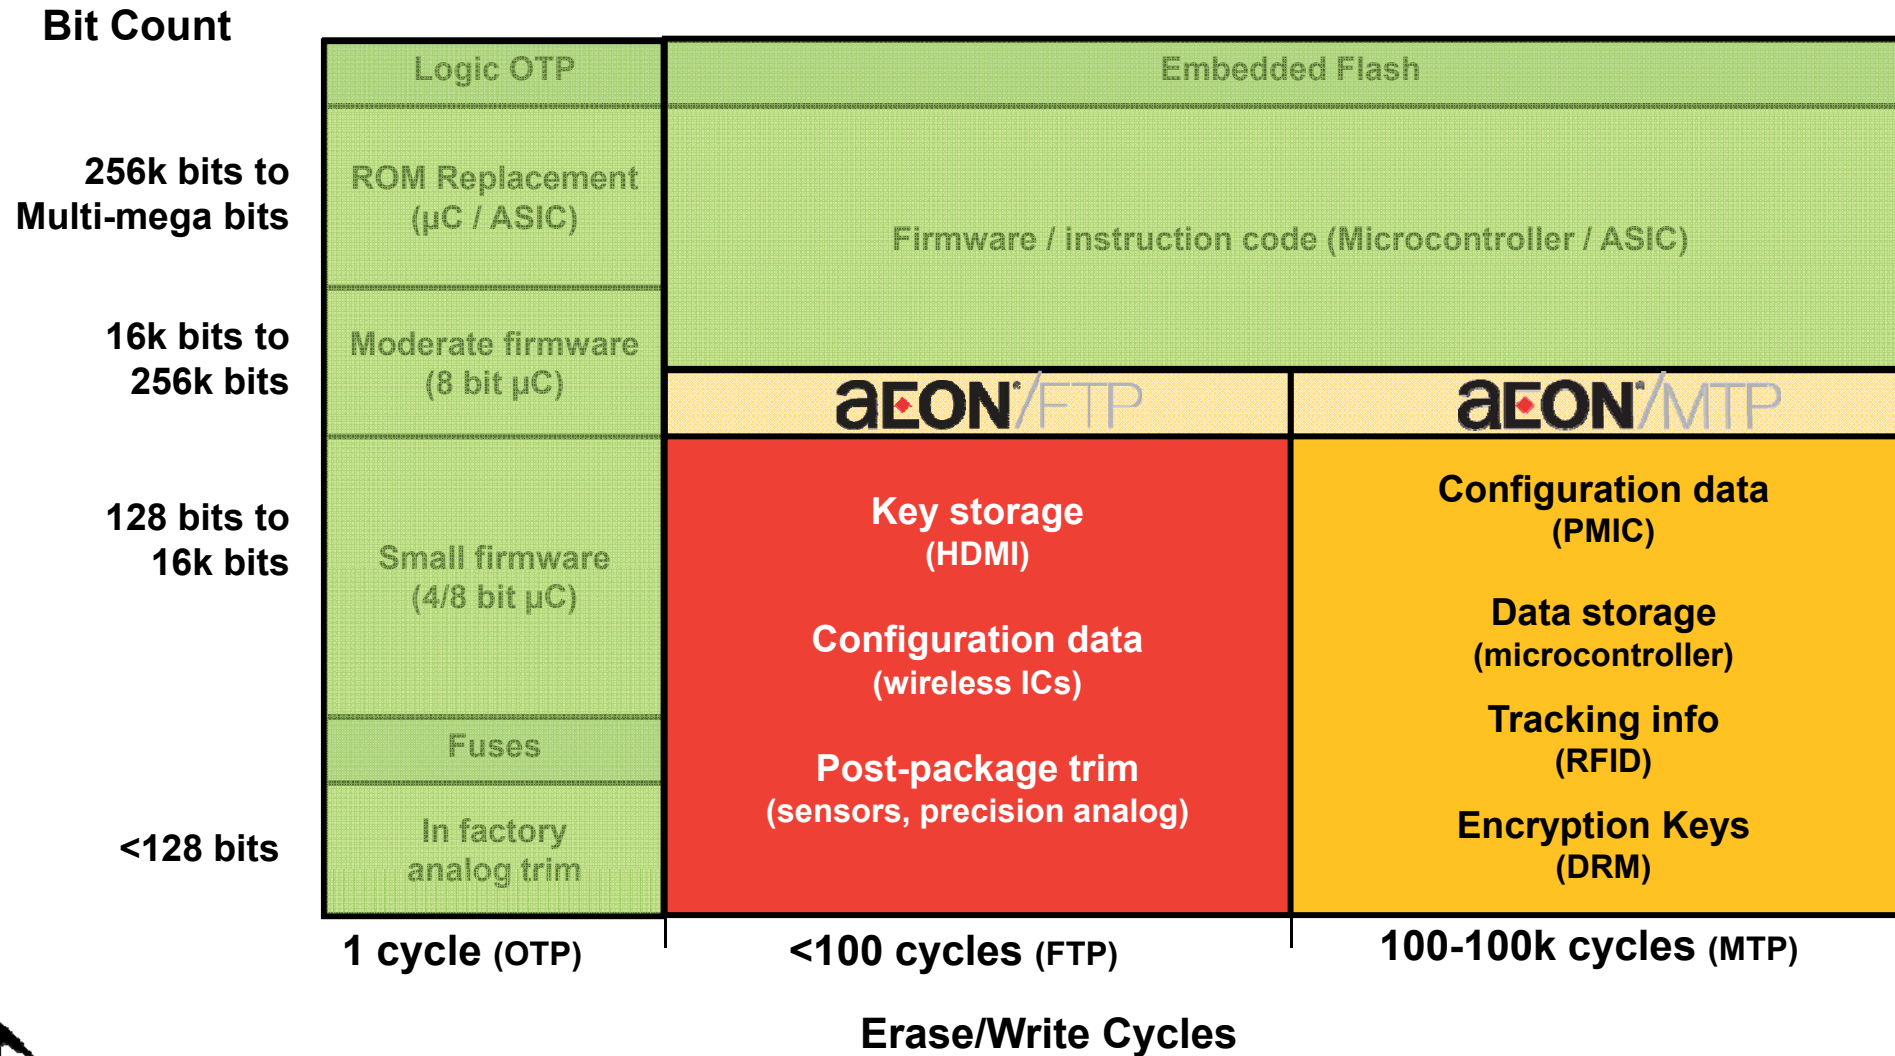 Bit Count
Logic OTP
Embedded Flash
256k bits to
Multi-mega bits
ROM Replacement
(µC / ASIC)
Firmware / instruction code (Microcontroller / ASIC)
16k bits to
256k bits
Moderate firmware
(8 bit µC)
aEON®/FTP
aEON®/MTP
128 bits to
16k bits
Small firmware
(4/8 bit µC)
Key storage
(HDMI)
Configuration data
(wireless ICs)
Post-package trim
(sensors, precision analog)
Configuration data
(PMIC)
Data storage
(microcontroller)
Tracking info
(RFID)
Encryption Keys
(DRM)
Fuses
<128 bits
In factory
analog trim
1 cycle (OTP)
<100 cycles (FTP)
100-100k cycles (MTP)
Erase/Write Cycles